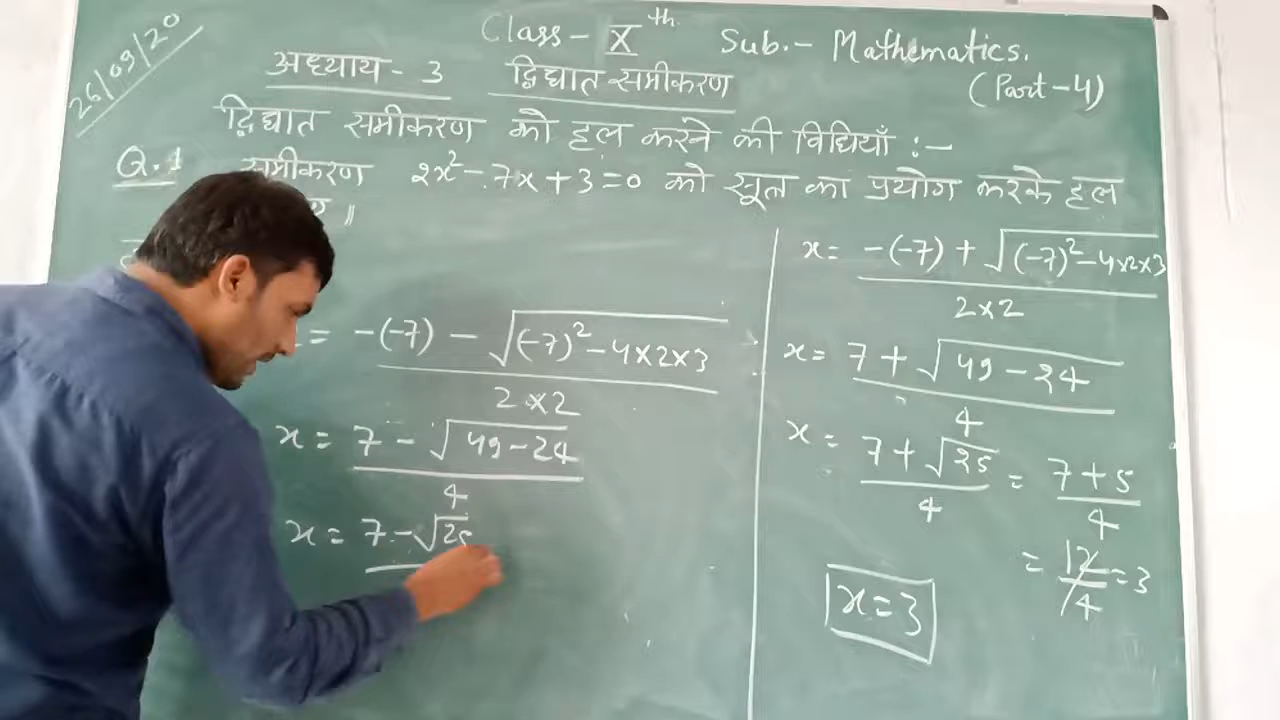 26/09/20
Class - X th. Sub. - Mathematics.
(Part-4)
अध्याय - 3 द्विघात समीकरण
द्विघात समीकरण को हल करने की विधियाँ :-
Q.1 समीकरण 2x² - 7x + 3 = 0 को सूत्र का प्रयोग करके हल
= -(-7) - √(-7)² - 4×2×3
2×2
x = 7 - √49 - 24
4
x = 7 - √25
x = -(-7) + √(-7)² - 4×2×3
2×2
x = 7 + √49 - 24
4
x = 7 + √25 = 7 + 5
4 4
= 12/4 = 3
x = 3